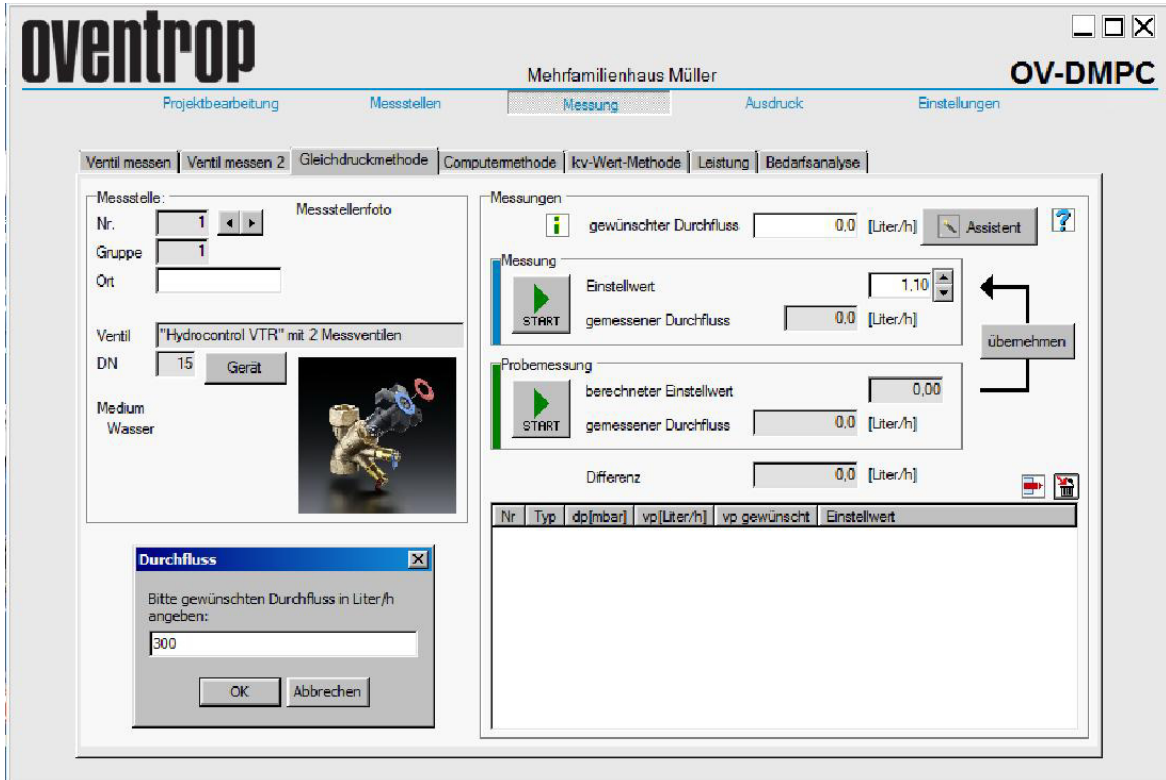 oventrop
Mehrfamilienhaus Müller
OV-DMPC
Projektbearbeitung Messstellen Messung Ausdruck Einstellungen
Ventil messen Ventil messen 2 Gleichdruckmethode Computermethode kv-Wert-Methode Leistung Bedarfsanalyse
Messstelle:
Nr. 1
Messstellenfoto
Gruppe 1
Ort
Ventil "Hydrocontrol VTR" mit 2 Messventilen
DN 15 Gerät
Medium
Wasser
Messungen
i gewünschter Durchfluss 0,0 [Liter/h] Assistent ?
Messung
START
Einstellwert 1,10
gemessener Durchfluss 0,0 [Liter/h]
übernehmen
Probemessung
START
berechneter Einstellwert 0,00
gemessener Durchfluss 0,0 [Liter/h]
Differenz 0,0 [Liter/h]
Nr Typ dp[mbar] vp[Liter/h] vp gewünscht Einstellwert
Durchfluss
Bitte gewünschten Durchfluss in Liter/h
angeben:
300
OK Abbrechen